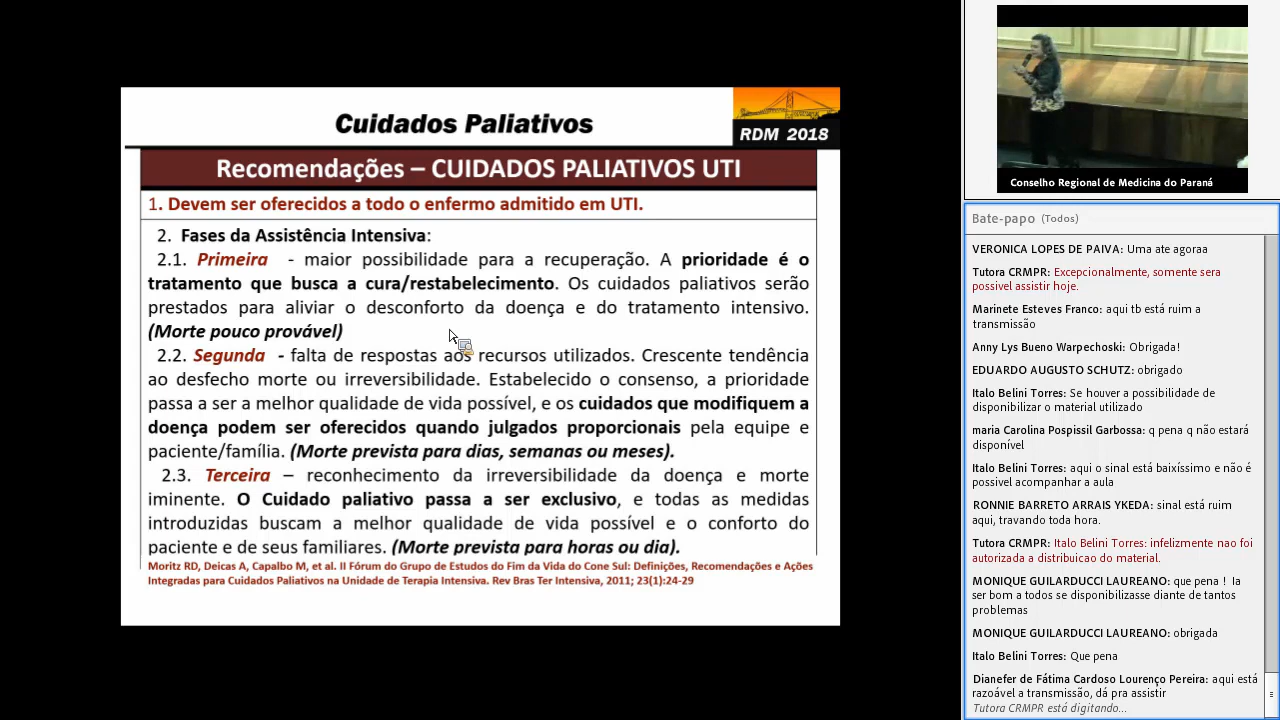 Cuidados Paliativos
RDM 2018
Recomendações – CUIDADOS PALIATIVOS UTI
1. Devem ser oferecidos a todo o enfermo admitido em UTI.
2. Fases da Assistência Intensiva:
2.1. Primeira - maior possibilidade para a recuperação. A prioridade é o
tratamento que busca a cura/restabelecimento. Os cuidados paliativos serão
prestados para aliviar o desconforto da doença e do tratamento intensivo.
(Morte pouco provável)
2.2. Segunda - falta de respostas aos recursos utilizados. Crescente tendência
ao desfecho morte ou irreversibilidade. Estabelecido o consenso, a prioridade
passa a ser a melhor qualidade de vida possível, e os cuidados que modifiquem a
doença podem ser oferecidos quando julgados proporcionais pela equipe e
paciente/família. (Morte prevista para dias, semanas ou meses).
2.3. Terceira – reconhecimento da irreversibilidade da doença e morte
iminente. O Cuidado paliativo passa a ser exclusivo, e todas as medidas
introduzidas buscam a melhor qualidade de vida possível e o conforto do
paciente e de seus familiares. (Morte prevista para horas ou dia).
Moritz RD, Deicas A, Capalbo M, et al. II Fórum do Grupo de Estudos do Fim da Vida do Cone Sul: Definições, Recomendações e Ações
Integradas para Cuidados Paliativos na Unidade de Terapia Intensiva. Rev Bras Ter Intensiva, 2011; 23(1):24-29
Conselho Regional de Medicina do Paraná
Bate-papo (Todos)
VERONICA LOPES DE PAIVA: Uma ate agoraa
Tutora CRMPR: Excepcionalmente, somente sera
possivel assistir hoje.
Marinete Esteves Franco: aqui tb está ruim a
transmissão
Anny Lys Bueno Warpechoski: Obrigada!
EDUARDO AUGUSTO SCHUTZ: obrigado
Italo Belini Torres: Se houver a possibilidade de
disponibilizar o material utilizado
maria Carolina Pospissil Garbossa: q pena q não estará
disponível
Italo Belini Torres: aqui o sinal está baixíssimo e não é
possivel acompanhar a aula
RONNIE BARRETO ARRAIS YKEDA: sinal está ruim
aqui, travando toda hora.
Tutora CRMPR: Italo Belini Torres: infelizmente nao foi
autorizada a distribuicao do material.
MONIQUE GUILARDUCCI LAUREANO: que pena ! Ia
ser bom a todos se disponibilizasse diante de tantos
problemas
MONIQUE GUILARDUCCI LAUREANO: obrigada
Italo Belini Torres: Que pena
Dianefer de Fátima Cardoso Lourenço Pereira: aqui está
razoável a transmissão, dá pra assistir
Tutora CRMPR está digitando...